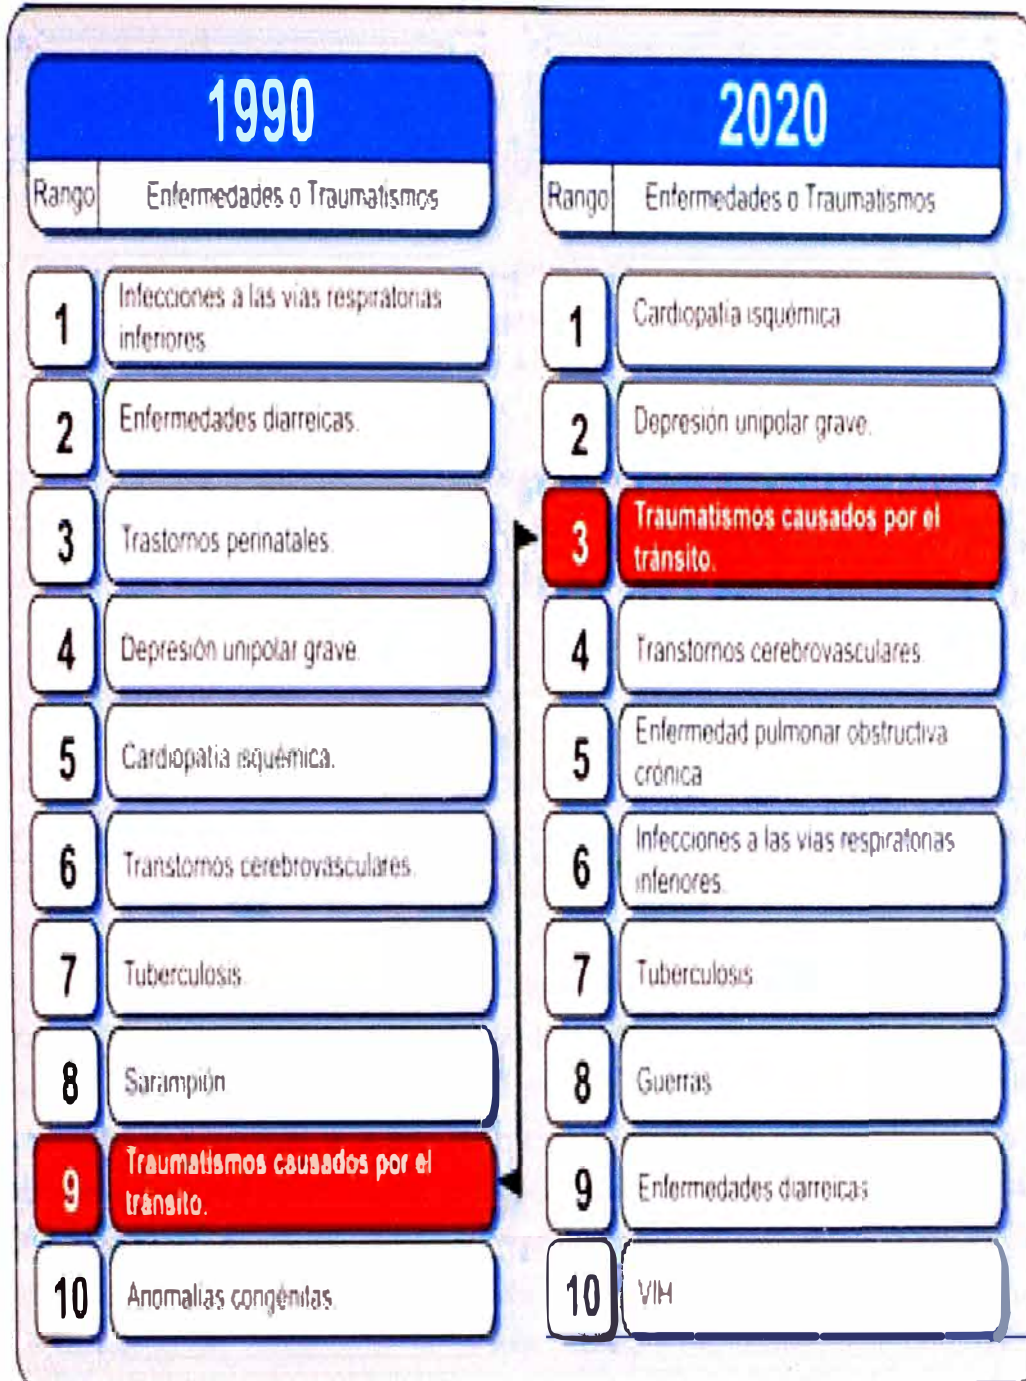 1990
Rango Enfermedades o Traumatismos
1 Infecciones a las vías respiratorias
inferiores
2 Enfermedades diarreicas.
3 Trastornos perinatales.
4 Depresión unipolar grave.
5 Cardiopatía isquémica.
6 Transtornos cerebrovasculares.
7 Tuberculosis
8 Sarampión
9 Traumatismos causados por el
tránsito.
10 Anomalías congénitas.
2020
Rango Enfermedades o Traumatismos
1 Cardiopatía isquémica
2 Depresión unipolar grave.
3 Traumatismos causados por el
tránsito.
4 Transtornos cerebrovasculares
5 Enfermedad pulmonar obstructiva
crónica
6 Infecciones a las vías respiratorias
inferiores.
7 Tuberculosis
8 Guerras
9 Enfermedades diarreicas
10 VIH